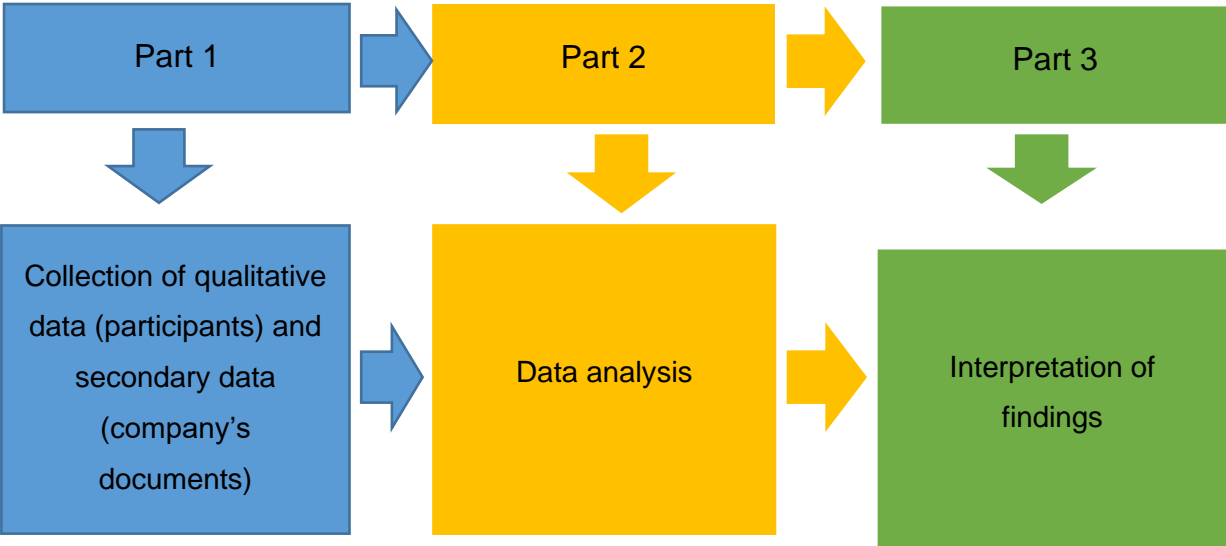 Part 1
Part 2
Part 3
Collection of qualitative
data (participants) and
secondary data
(company’s
documents)
Data analysis
Interpretation of
findings